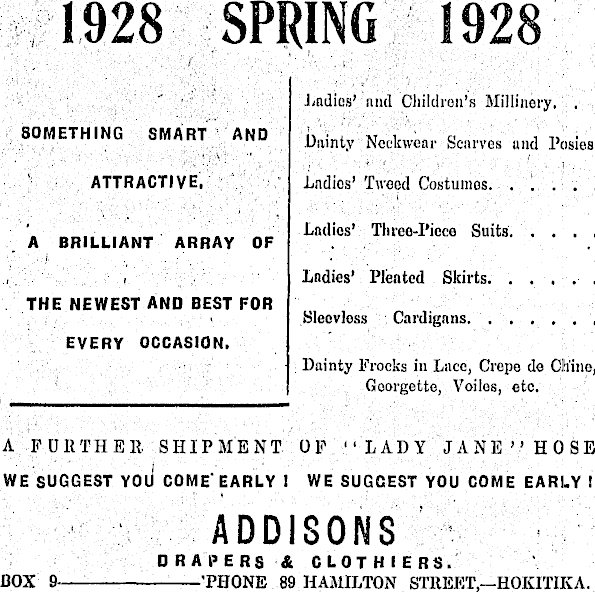 1928 SPRING 1928
SOMETHING SMART AND
ATTRACTIVE,
A BRILLIANT ARRAY OF
THE NEWEST AND BEST FOR
EVERY OCCASION.
Ladies' and Children's Millinery. .
Dainty Neckwear Scarves and Posies
Ladies' Tweed Costumes. . . . . .
Ladies' Three-Piece Suits. . . . .
Ladies' Pleated Skirts. . . . . .
Sleevless Cardigans. . . . . . .
Dainty Frocks in Lace, Crepe de Chine,
Georgette, Voiles, etc.
A FURTHER SHIPMENT OF "LADY JANE" HOSE
WE SUGGEST YOU COME EARLY! WE SUGGEST YOU COME EARLY!
ADDISONS
DRAPERS & CLOTHIERS.
BOX 9——'PHONE 89 HAMILTON STREET,—HOKITIKA.